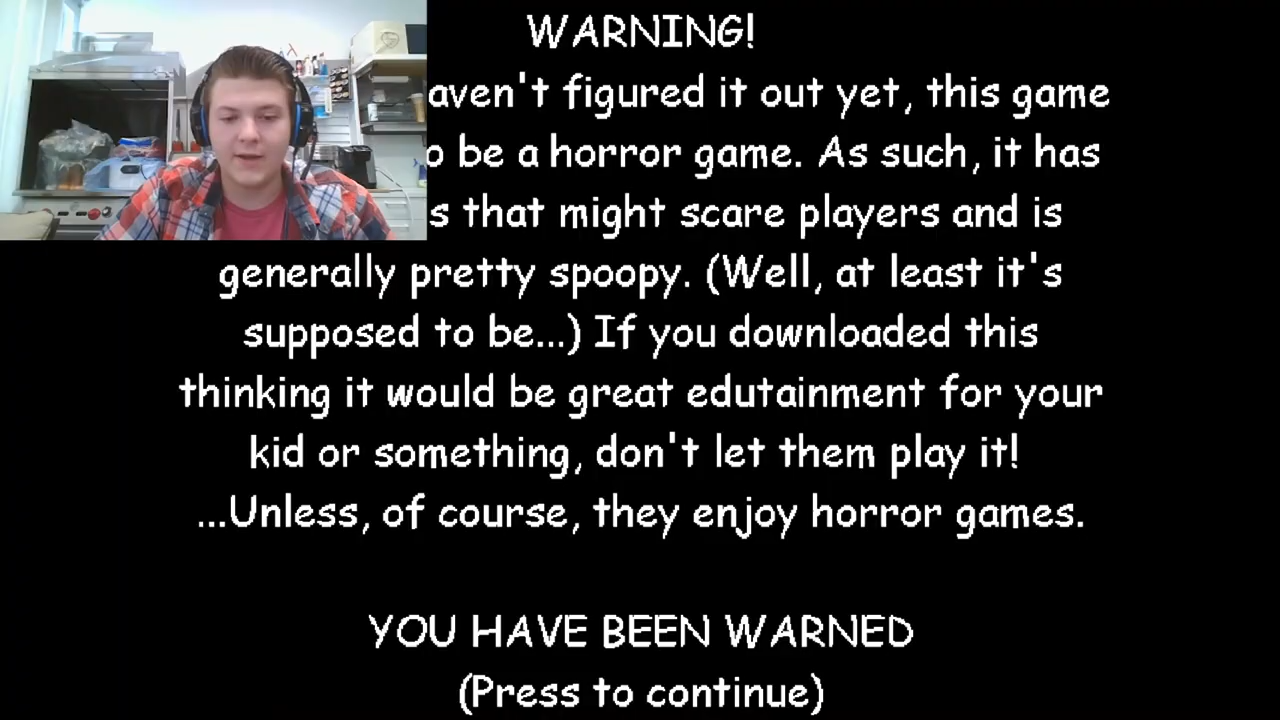 WARNING!
aven't figured it out yet, this game
o be a horror game. As such, it has
s that might scare players and is
generally pretty spoopy. (Well, at least it's
supposed to be...) If you downloaded this
thinking it would be great edutainment for your
kid or something, don't let them play it!
...Unless, of course, they enjoy horror games.
YOU HAVE BEEN WARNED
(Press to continue)